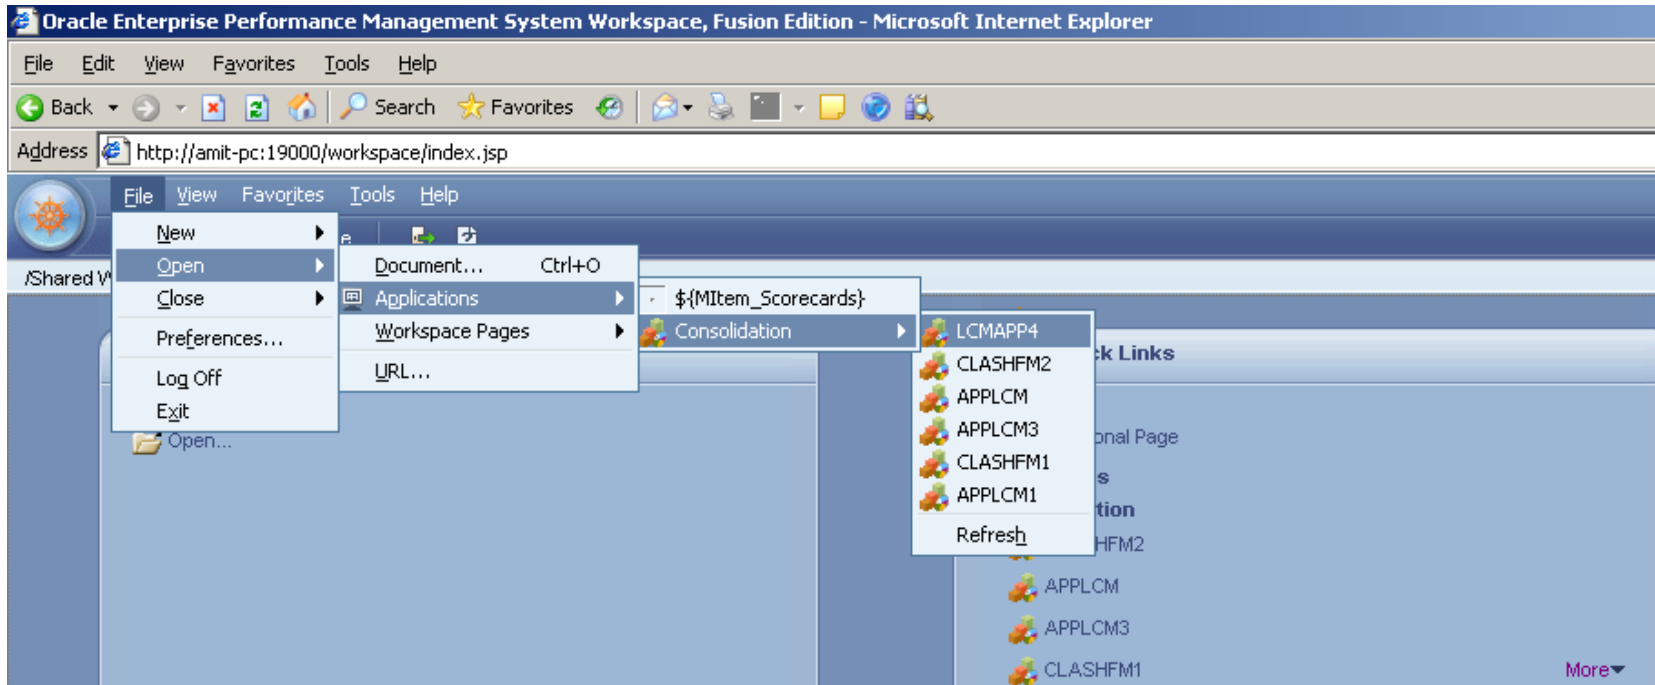 Oracle Enterprise Performance Management System Workspace, Fusion Edition - Microsoft Internet Explorer
File Edit View Favorites Tools Help
Back Search Favorites
Address http://amit-pc:19000/workspace/index.jsp
File View Favorites Tools Help
New
Open
Close
Preferences...
Log Off
Exit
/Shared
Document... Ctrl+O
Applications
Workspace Pages
URL...
${MItem_Scorecards}
Consolidation
LCMAPP4
CLASHFM2
APPLCM
APPLCM3
CLASHFM1
APPLCM1
Refresh
Open...
ck Links
onal Page
s
tion
HFM2
APPLCM
APPLCM3
CLASHFM1
More